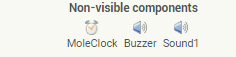 Non-visible components
MoleClock Buzzer Sound1